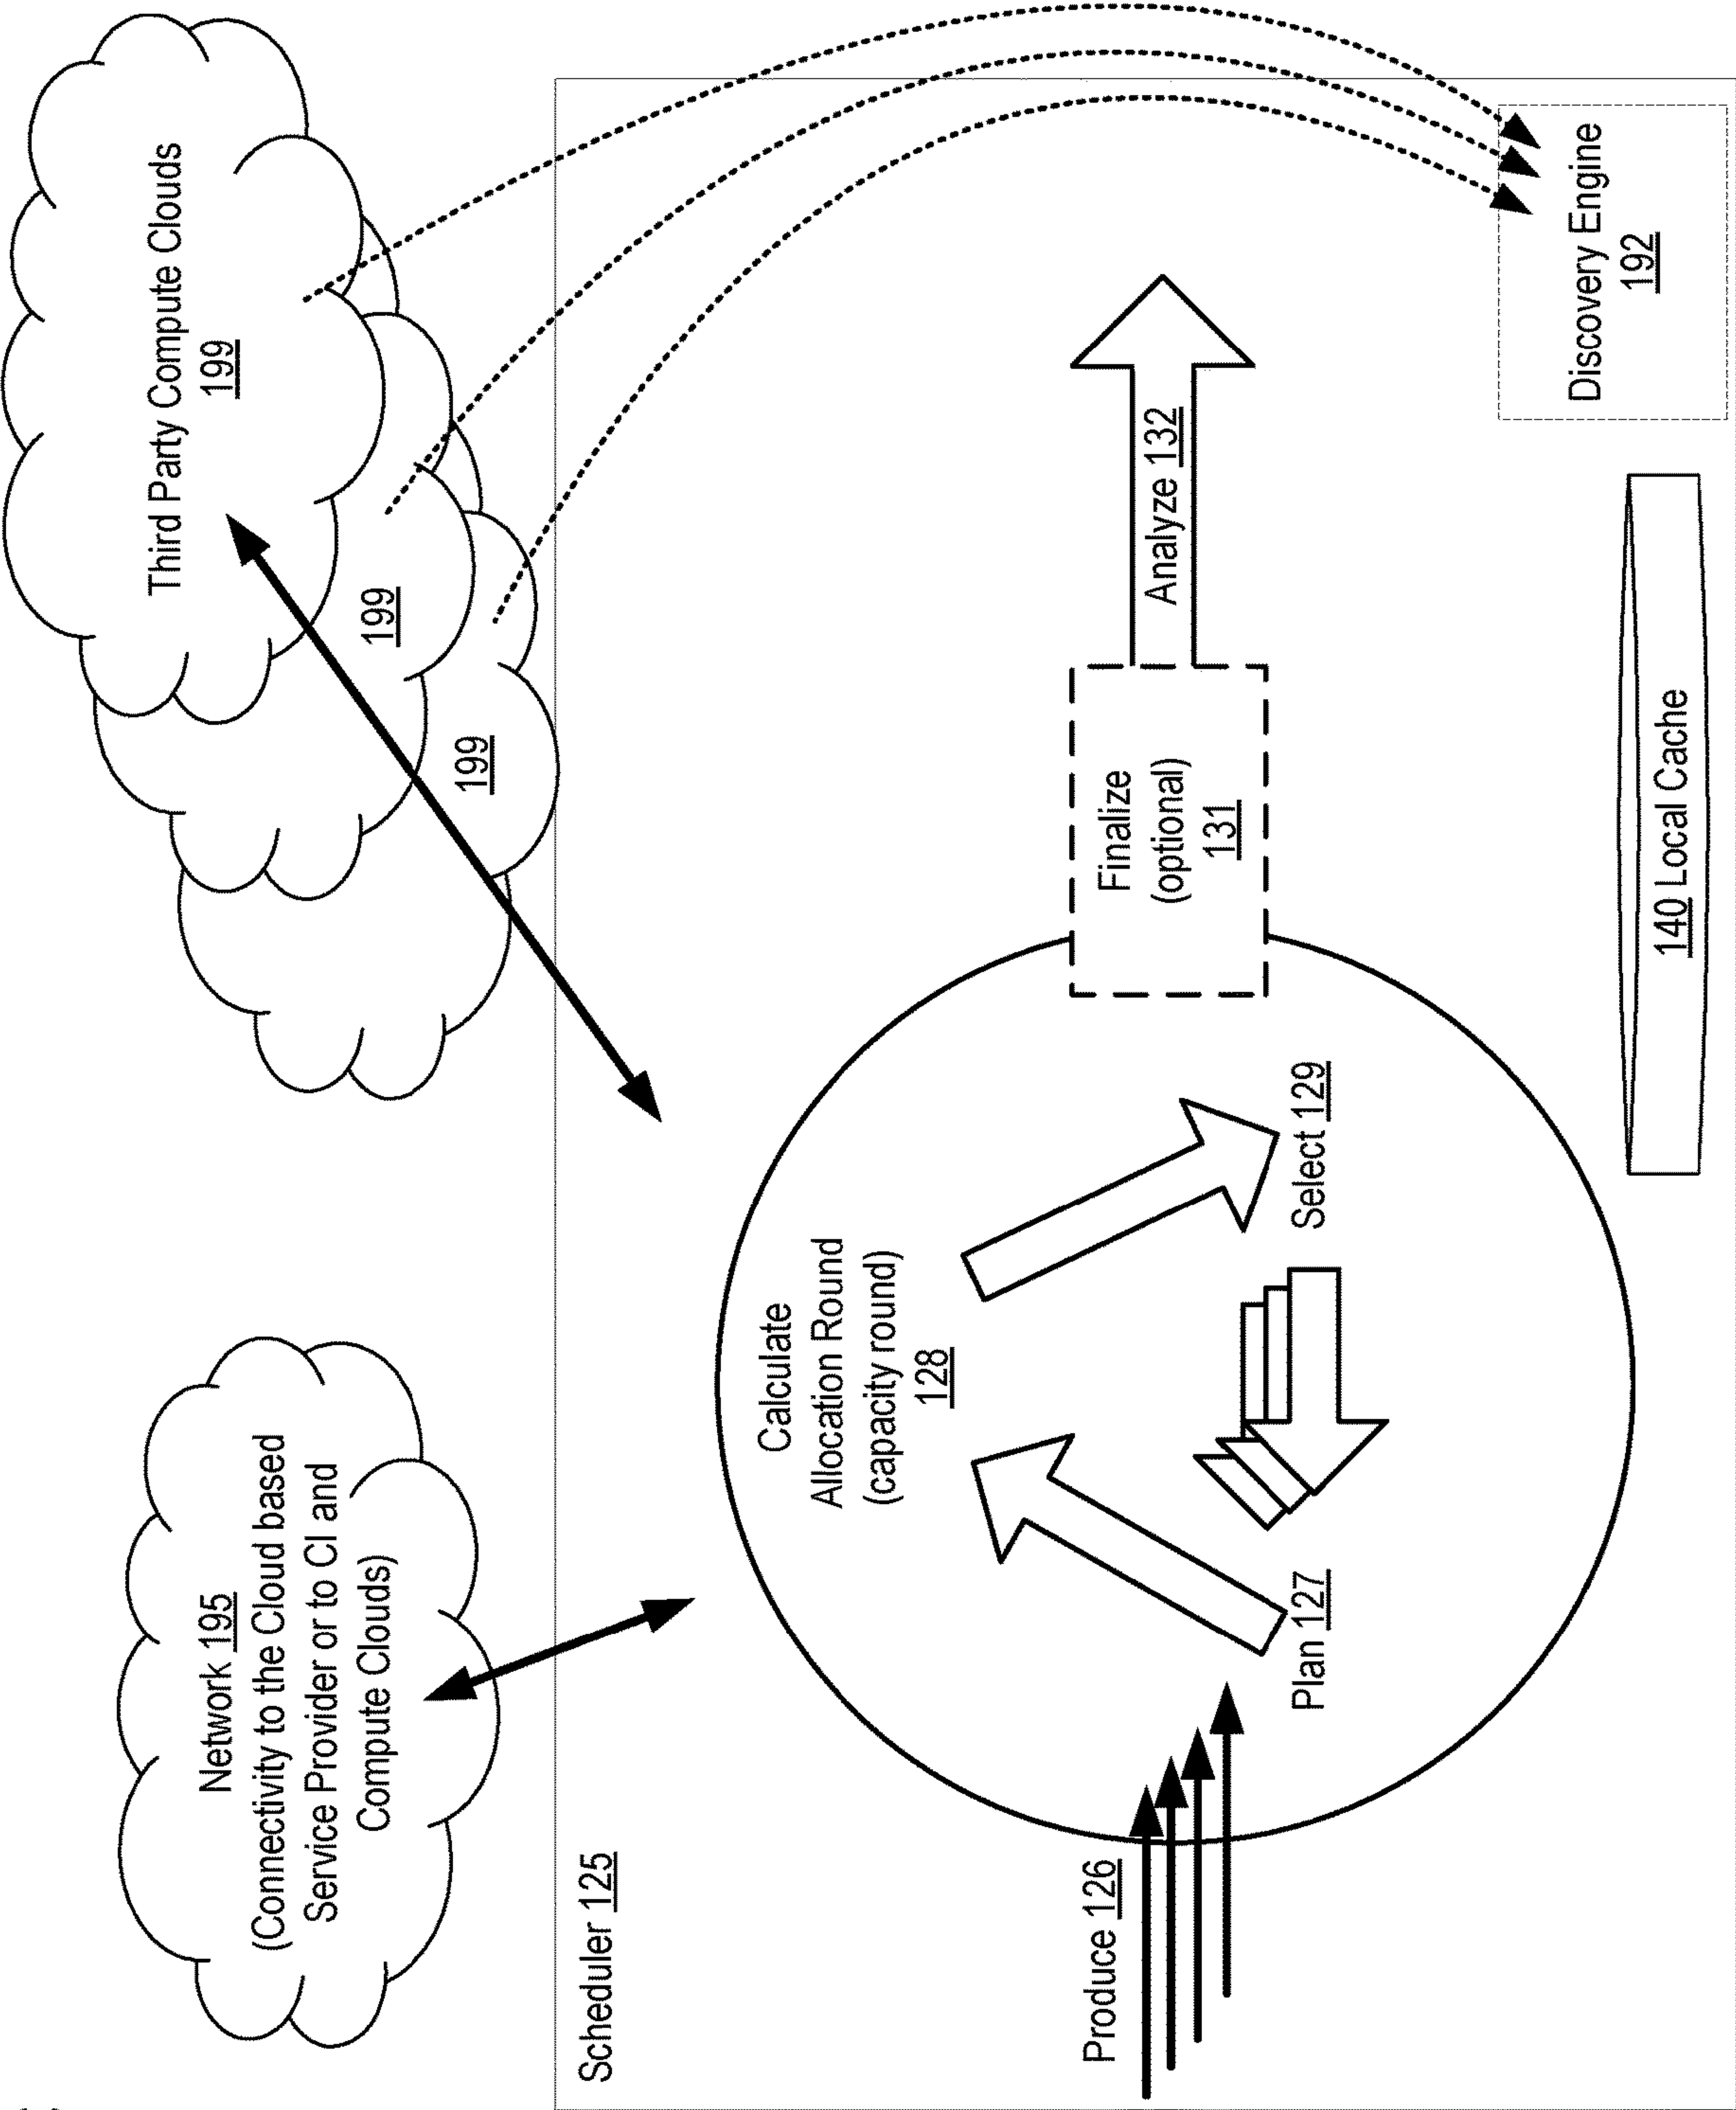 Network 195
(Connectivity to the Cloud based
Service Provider or to CI and
Compute Clouds)
Third Party Compute Clouds
199
199
199
Scheduler 125
Calculate
Allocation Round
(capacity round)
128
Produce 126
Plan 127
Select 129
Finalize
(optional)
131
Analyze 132
140 Local Cache
Discovery Engine
192